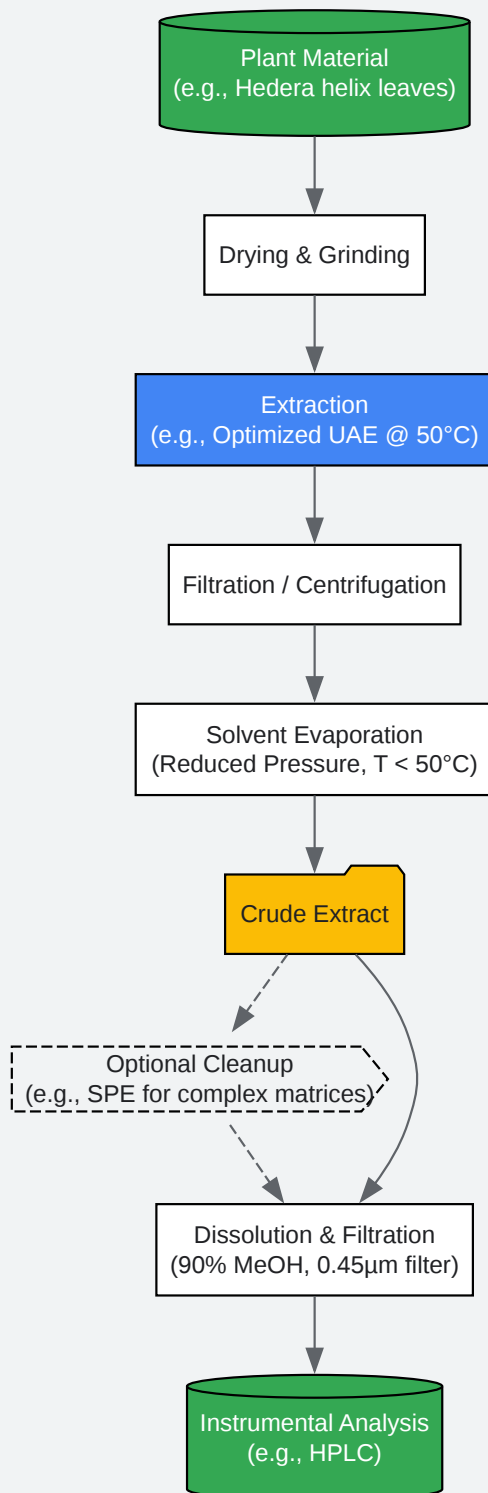 Plant Material
(e.g., Hedera helix leaves)
Drying & Grinding
Extraction
(e.g., Optimized UAE @ 50°C)
Filtration / Centrifugation
Solvent Evaporation
(Reduced Pressure, T < 50°C)
Crude Extract
Optional Cleanup
(e.g., SPE for complex matrices)
Dissolution & Filtration
(90% MeOH, 0.45µm filter)
Instrumental Analysis
(e.g., HPLC)